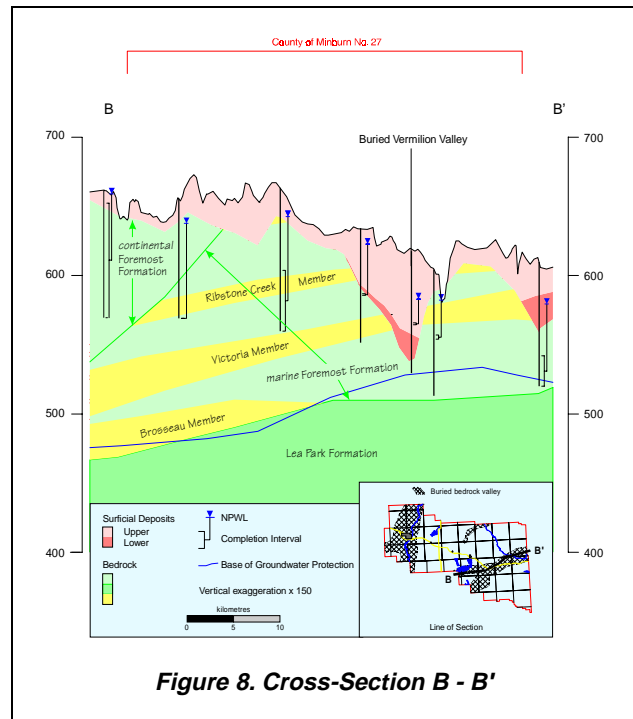 County of Minburn No. 27
B
B'
700
700
Buried Vermilion Valley
continental
Foremost
Formation
600
600
Ribstone Creek Member
Victoria Member
marine Foremost Formation
500
500
Brosseau Member
Lea Park Formation
400
400
Surficial Deposits
Upper
Lower
Bedrock
NPWL
Completion Interval
Base of Groundwater Protection
Vertical exaggeration x 150
kilometres
0
5
10
Buried bedrock valley
B
B'
Line of Section
Figure 8. Cross-Section B - B'